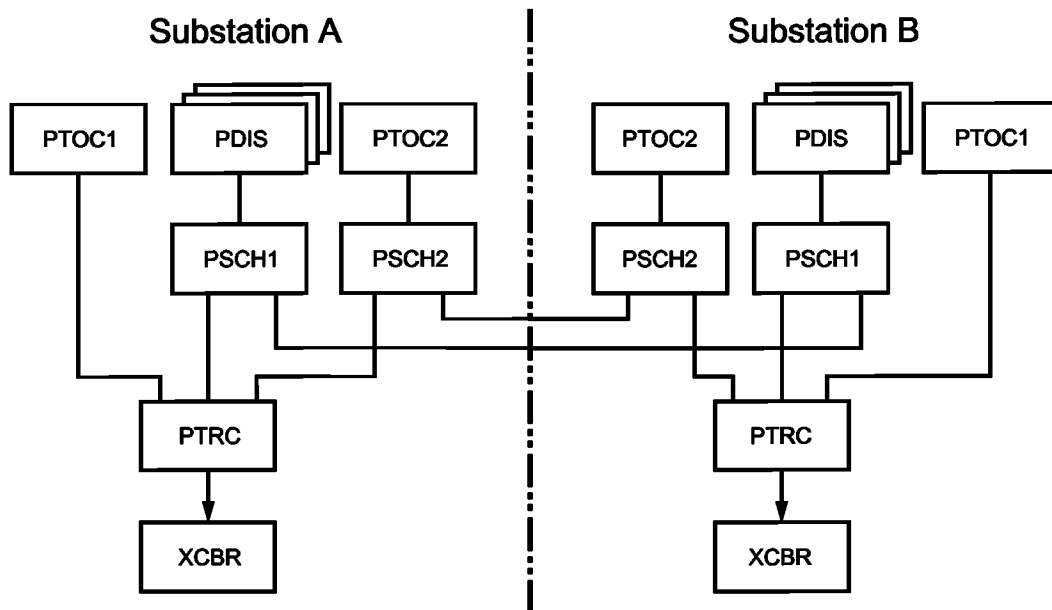 Substation A
Substation B
PTOC1
PDIS
PTOC2
PTOC2
PDIS
PTOC1
PSCH1
PSCH2
PSCH2
PSCH1
PTRC
PTRC
XCBR
XCBR